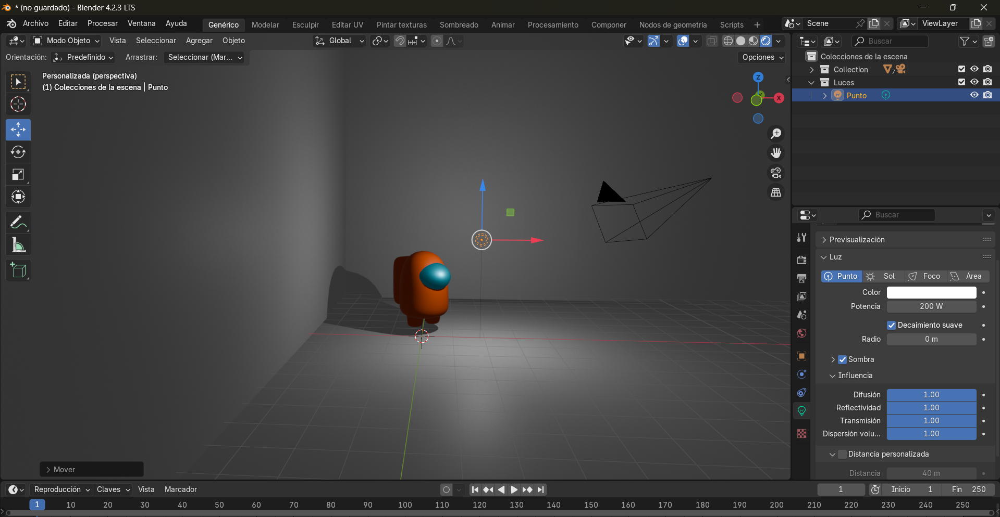 * (no guardado) - Blender 4.2.3 LTS
Archivo Editar Procesar Ventana Ayuda Genérico Modelar Esculpir Editar UV Pintar texturas Sombreado Animar Procesamiento Componer Nodos de geometría Scripts + Scene ViewLayer
Modo Objeto Vista Seleccionar Agregar Objeto Global
Orientación: Predefinido Arrastrar: Seleccionar (Mar... Opciones
Personalizada (perspectiva)
(1) Colecciones de la escena | Punto
Z
Y
X
Mover
Buscar
Colecciones de la escena
Collection 7
Luces
Punto
Buscar
Previsualización
Luz
Punto Sol Foco Área
Color
Potencia 200 W
Decaimiento suave
Radio 0 m
Sombra
Influencia
Difusión 1.00
Reflectividad 1.00
Transmisión 1.00
Dispersión volu... 1.00
Distancia personalizada
Distancia 40 m
Reproducción Claves Vista Marcador 1 Inicio 1 Fin 250
1 10 20 30 40 50 60 70 80 90 100 110 120 130 140 150 160 170 180 190 200 210 220 230 240 250